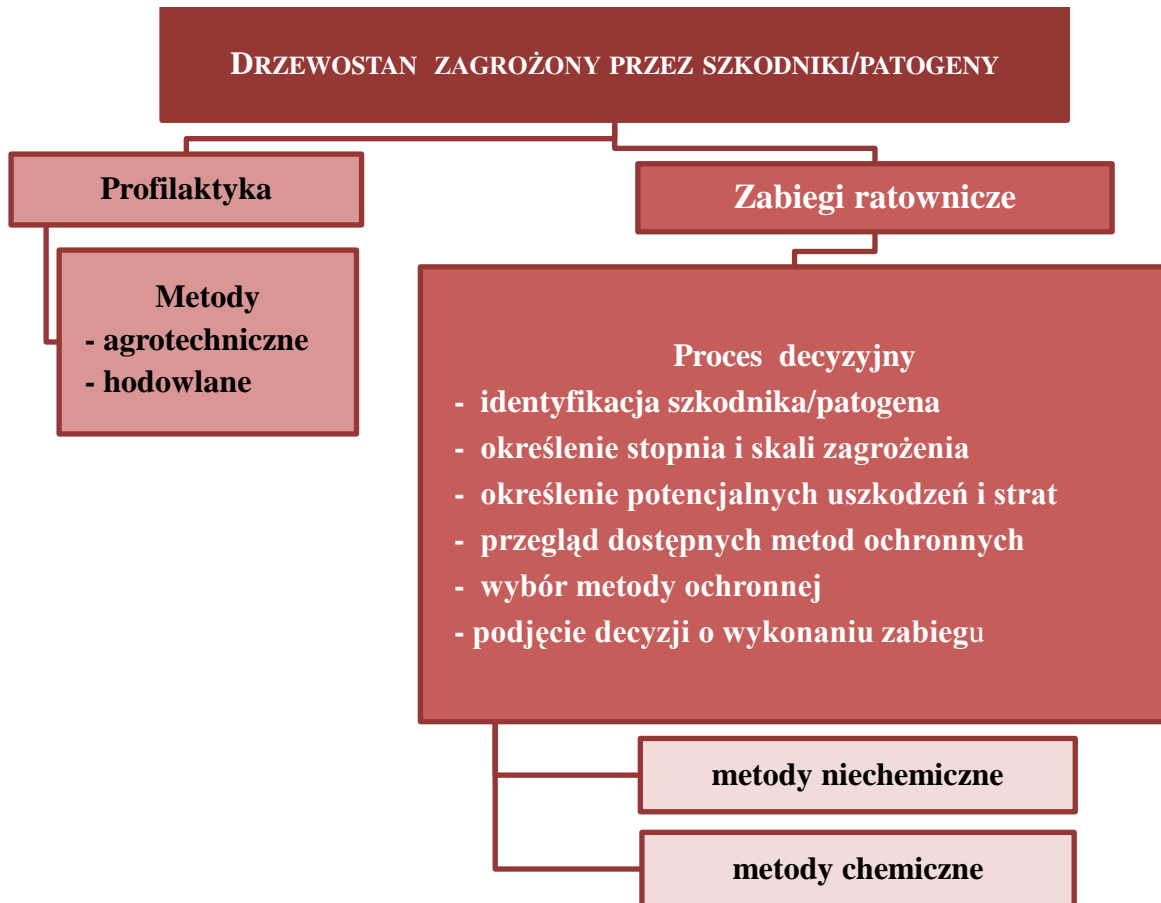 DRZEWOSTAN ZAGROŻONY PRZEZ SZKODNIKI/PATOGENY
Profilaktyka
Metody
- agrotechniczne
- hodowlane
Zabiegi ratownicze
Proces decyzyjny
- identyfikacja szkodnika/patogena
- określenie stopnia i skali zagrożenia
- określenie potencjalnych uszkodzeń i strat
- przegląd dostępnych metod ochronnych
- wybór metody ochronnej
- podjęcie decyzji o wykonaniu zabiegu
metody niechemiczne
metody chemiczne